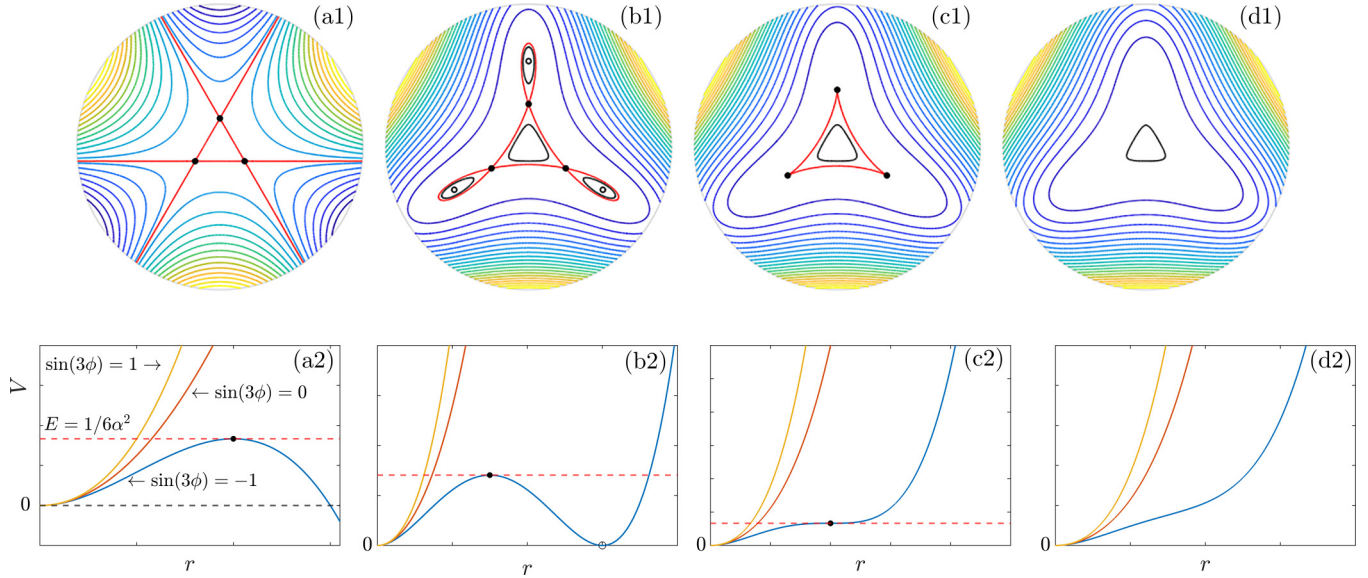 (a1)
(b1)
(c1)
(d1)
(a2)
sin(3ϕ) = 1 →
← sin(3ϕ) = 0
E = 1/6α²
← sin(3ϕ) = −1
V
0
r
(b2)
0
r
(c2)
0
r
(d2)
0
r